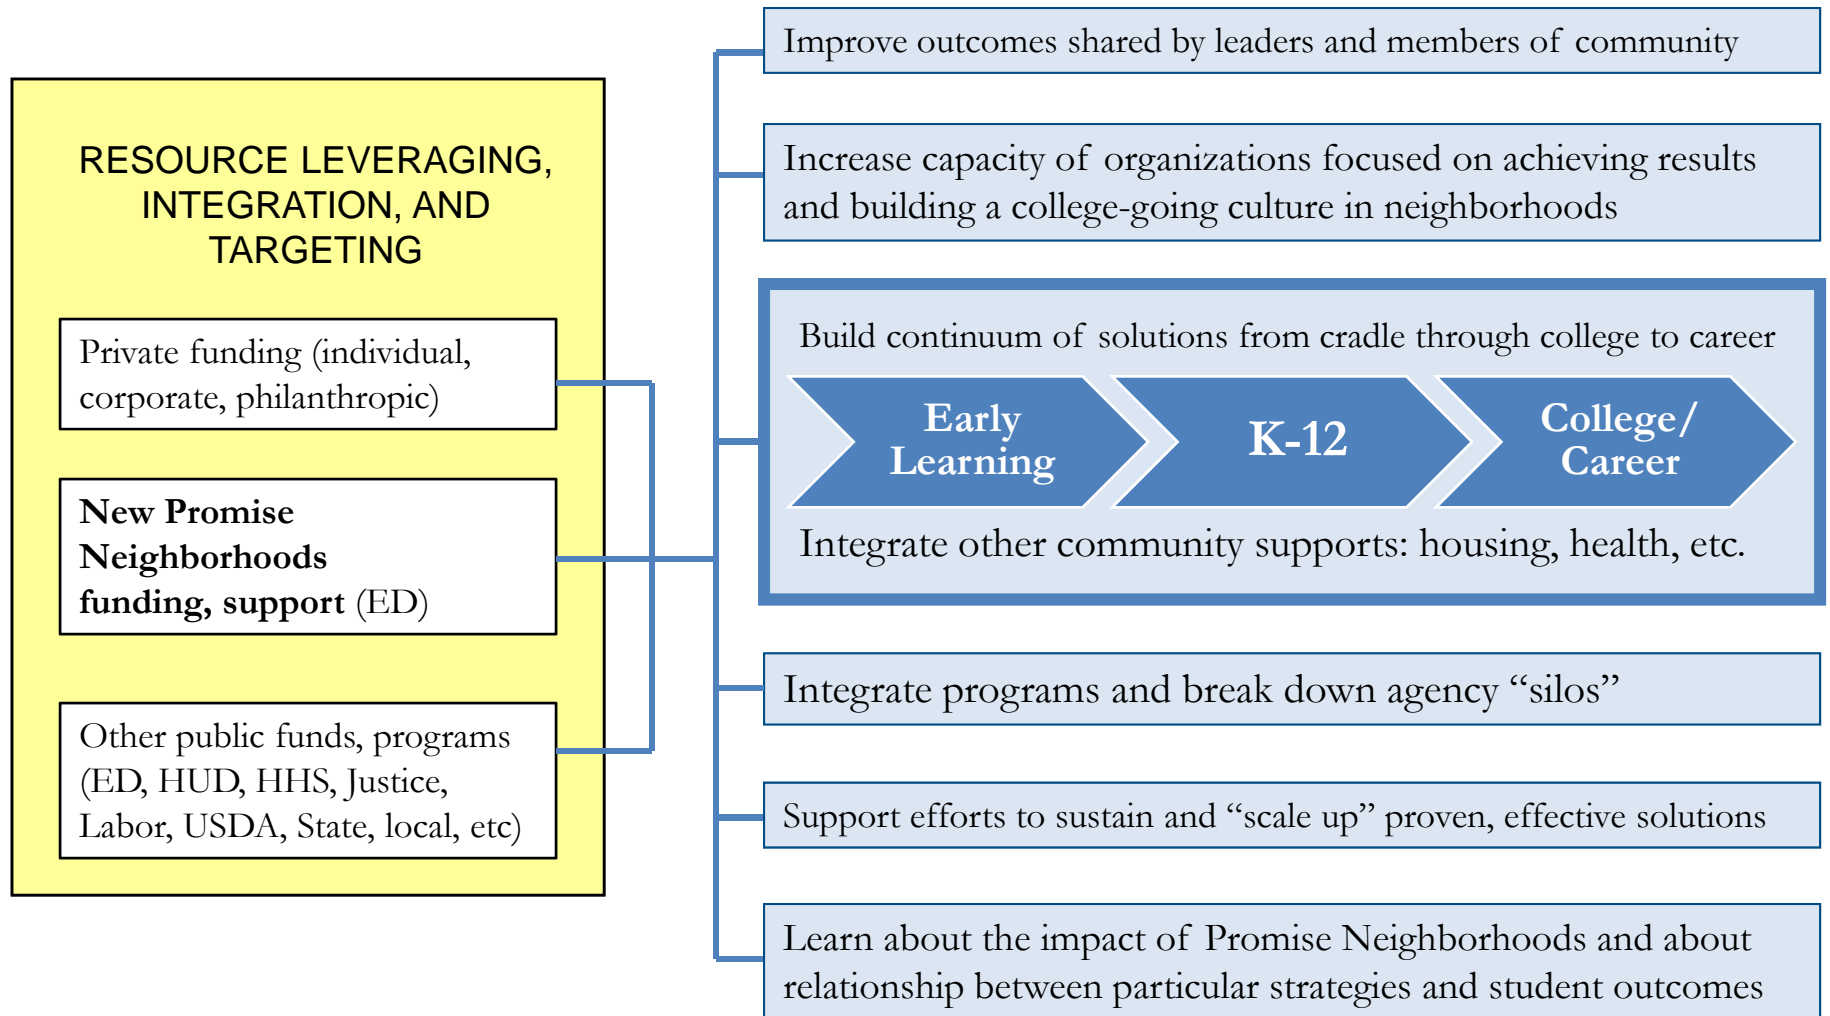 RESOURCE LEVERAGING,
INTEGRATION, AND
TARGETING
Private funding (individual,
corporate, philanthropic)
New Promise
Neighborhoods
funding, support (ED)
Other public funds, programs
(ED, HUD, HHS, Justice,
Labor, USDA, State, local, etc)
Improve outcomes shared by leaders and members of community
Increase capacity of organizations focused on achieving results
and building a college-going culture in neighborhoods
Build continuum of solutions from cradle through college to career
Early
Learning
K-12
College/
Career
Integrate other community supports: housing, health, etc.
Integrate programs and break down agency “silos”
Support efforts to sustain and “scale up” proven, effective solutions
Learn about the impact of Promise Neighborhoods and about
relationship between particular strategies and student outcomes